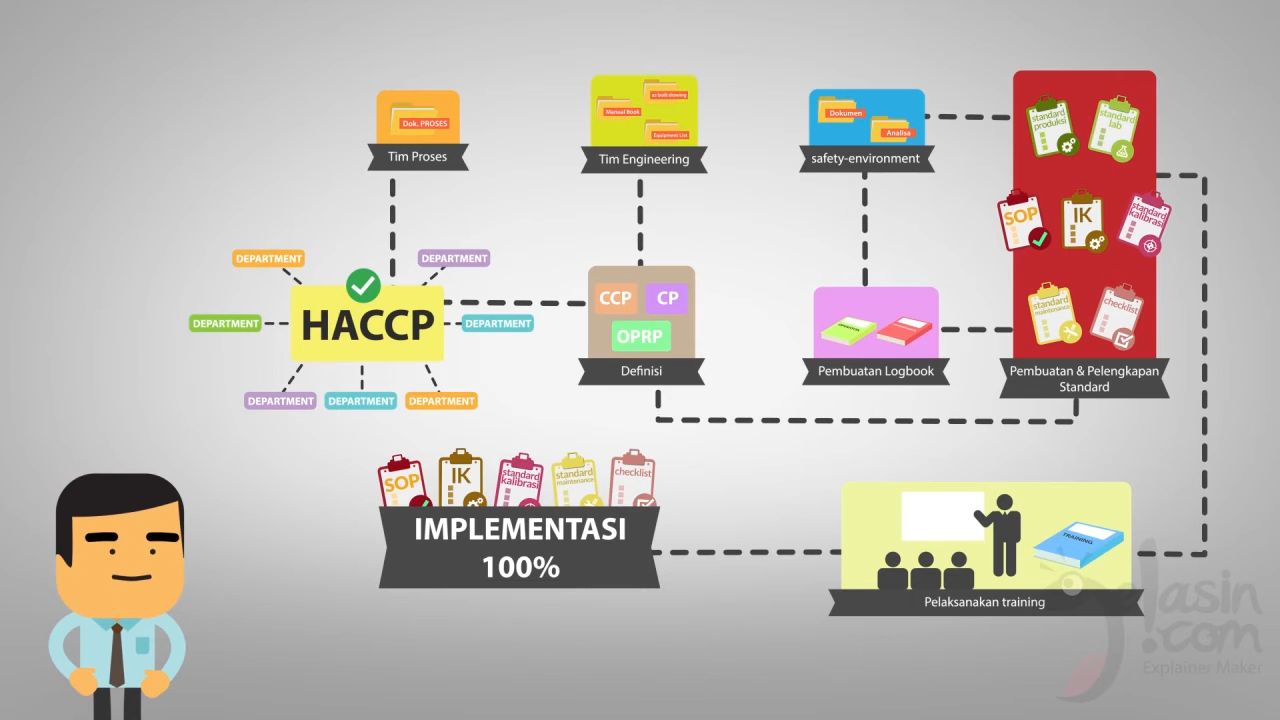 Dok. PROSES
Tim Proses
as built drawing
Manual Book
Equipment List
Tim Engineering
Dokumen
Analisa
safety-environment
standard
produksi
standard
lab
SOP
IK
standard
kalibrasi
standard
maintenance
checklist
Pembuatan & Pelengkapan
Standard
DEPARTMENT
DEPARTMENT
DEPARTMENT
HACCP
DEPARTMENT
DEPARTMENT
DEPARTMENT
DEPARTMENT
CCP
CP
OPRP
Definisi
Pembuatan Logbook
SOP
IK
standard
kalibrasi
standard
maintenance
checklist
IMPLEMENTASI
100%
TRAINING
Pelaksanakan training
Jelasin
.com
Explainer Maker